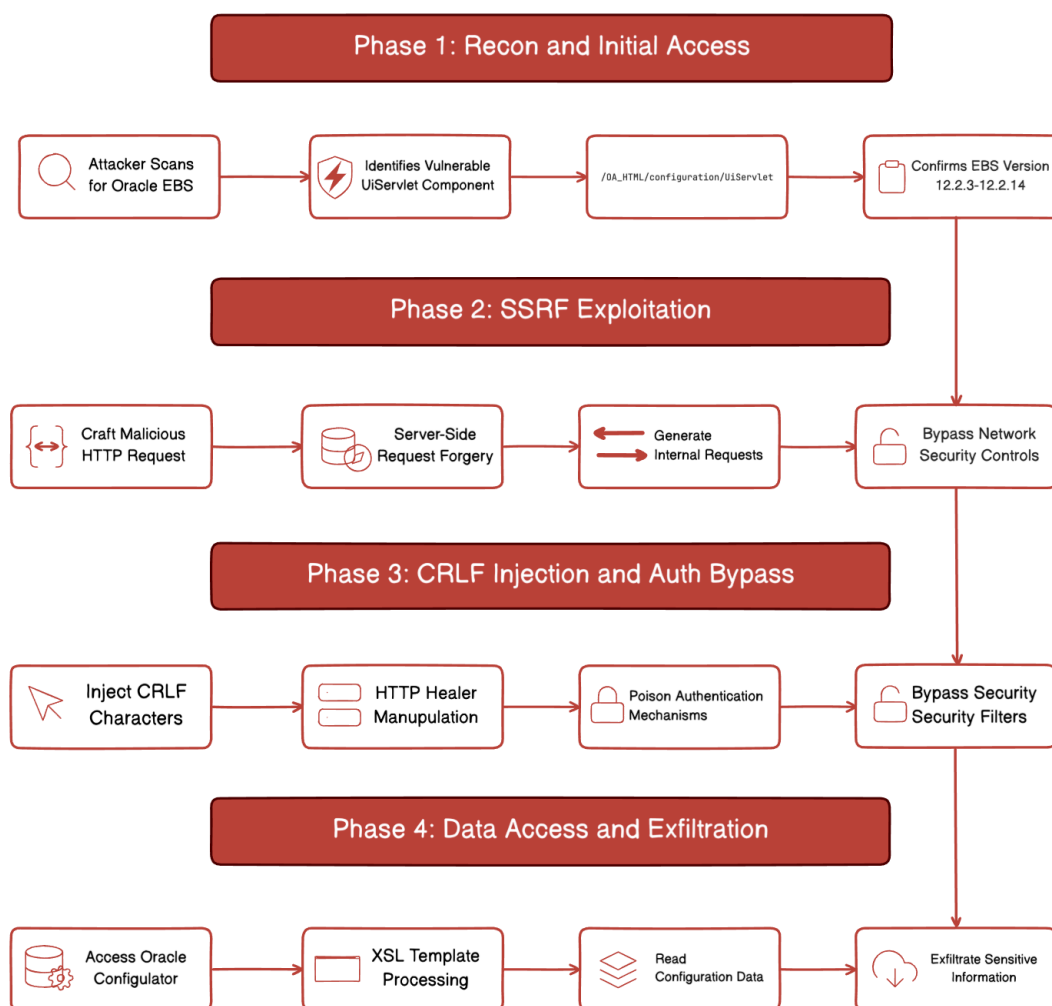 Phase 1: Recon and Initial Access
Attacker Scans
for Oracle EBS
Identifies Vulnerable
UiServlet Component
/OA_HTML/configuration/UiServlet
Confirms EBS Version
12.2.3-12.2.14
Phase 2: SSRF Exploitation
Craft Malicious
HTTP Request
Server-Side
Request Forgery
Generate
Internal Requests
Bypass Network
Security Controls
Phase 3: CRLF Injection and Auth Bypass
Inject CRLF
Characters
HTTP Healer
Manupulation
Poison Authentication
Mechanisms
Bypass Security
Security Filters
Phase 4: Data Access and Exfiltration
Access Oracle
Configulator
XSL Template
Processing
Read
Configuration Data
Exfiltrate Sensitive
Information